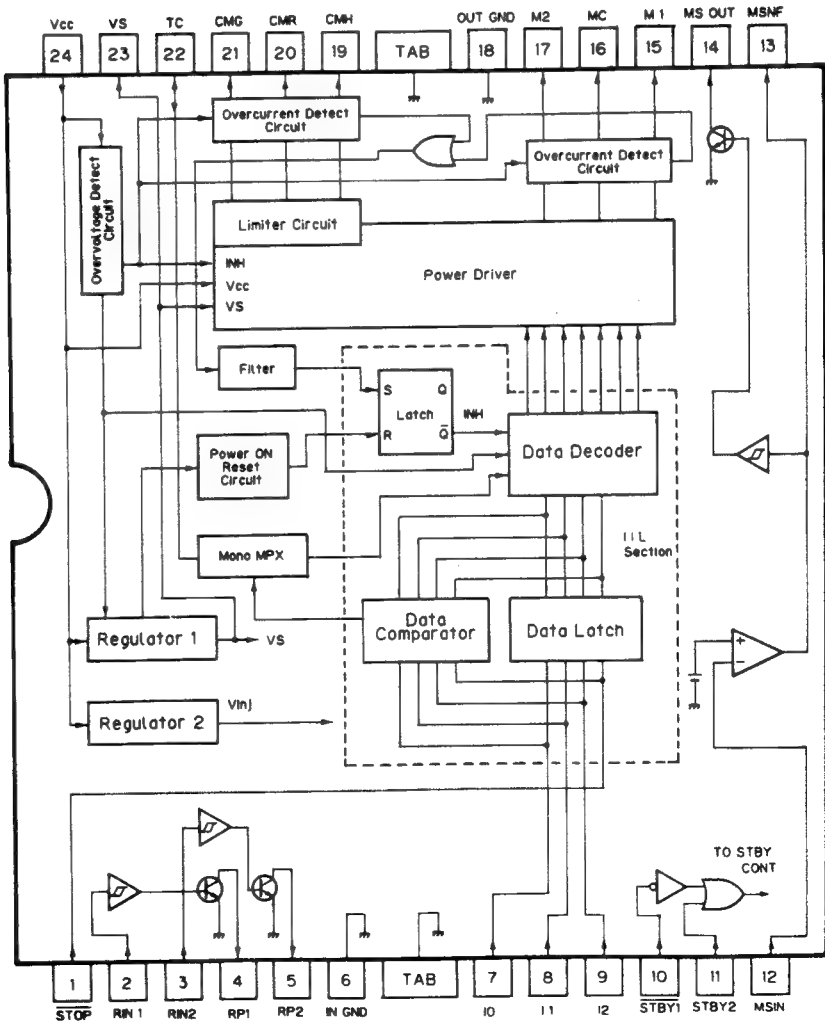 Vcc VS TC CMG CMR CMH OUT GND M2 MC M1 MS OUT MSNF
24 23 22 21 20 19 TAB 18 17 16 15 14 13
Overcurrent Detect
Circuit
Overcurrent Detect
Circuit
Overvoltage Detect
Circuit
Limiter Circuit
INH
Power Driver
Vcc
VS
Filter
S Q
Latch
INH
R Q̅
Power ON
Reset
Circuit
Data Decoder
Mono MPX
IIL
Section
Data
Comparator
Data Latch
Regulator 1
VS
+
−
Regulator 2
Vinj
TO STBY
CONT
1 2 3 4 5 6 TAB 7 8 9 10 11 12
S̅T̅O̅P̅ RIN 1 RIN2 RP1 RP2 IN GND I0 I1 I2 S̅T̅B̅Y̅1̅ STBY2 MSIN